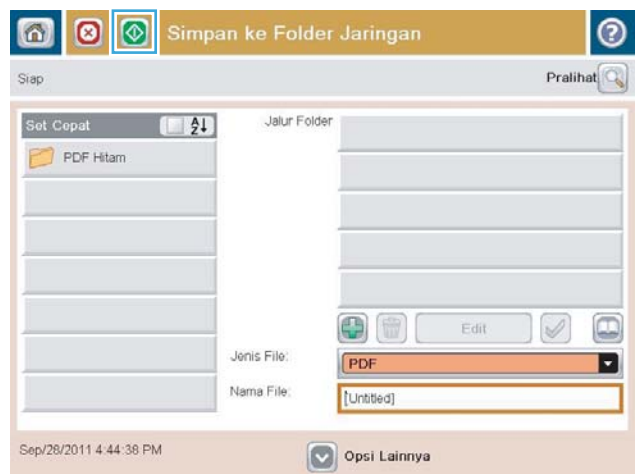 Simpan ke Folder Jaringan
Siap
Pralihat
Set Cepat
Jalur Folder
PDF Hitam
Edit
Jenis File:
PDF
Nama File:
[Untitled]
Sep/28/2011 4:44:38 PM
Opsi Lainnya